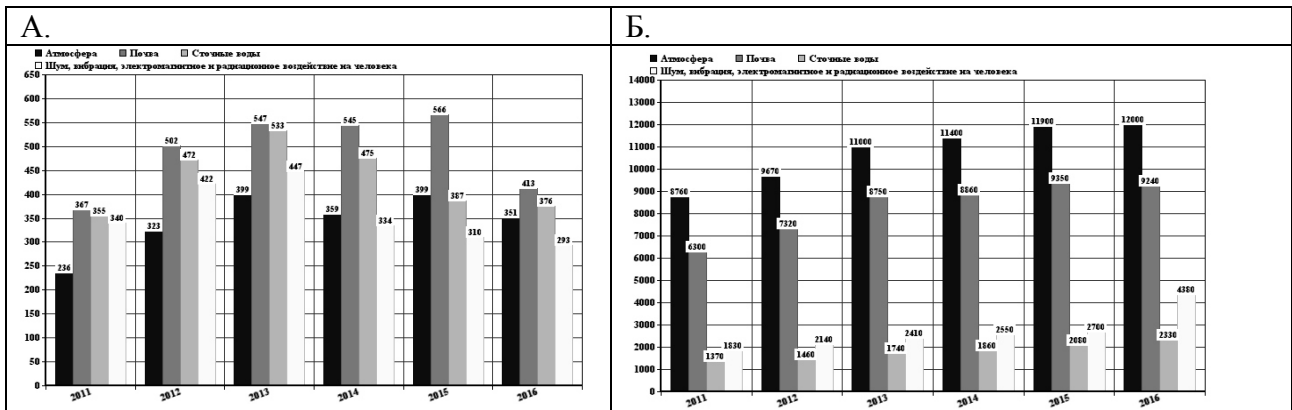 А.
Атмосфера Почва Сточные воды
Шум, вибрация, электромагнитное и радиационное воздействие на человека
650
600
550
500
450
400
350
300
250
200
150
100
50
0
236 367 355 340
323 502 472 422
399 547 533 447
359 545 475 334
399 566 387 310
351 413 376 293
2011 2012 2013 2014 2015 2016
Б.
Атмосфера Почва Сточные воды
Шум, вибрация, электромагнитное и радиационное воздействие на человека
14000
13000
12000
11000
10000
9000
8000
7000
6000
5000
4000
3000
2000
1000
0
8760 6300 1370 1830
9670 7320 1460 2140
11000 8750 1740 2410
11400 8860 1860 2550
11900 9350 2080 2700
12000 9240 2330 4380
2011 2012 2013 2014 2015 2016